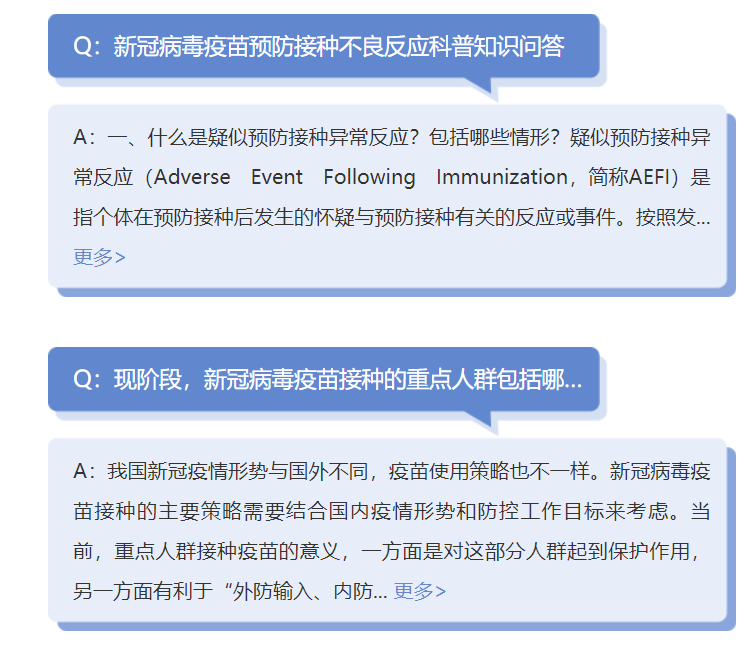 Q：新冠病毒疫苗预防接种不良反应科普知识问答
A：一、什么是疑似预防接种异常反应？包括哪些情形？疑似预防接种异
常反应（Adverse Event Following Immunization，简称AEFI）是
指个体在预防接种后发生的怀疑与预防接种有关的反应或事件。按照发...
更多>
Q：现阶段，新冠病毒疫苗接种的重点人群包括哪...
A：我国新冠疫情形势与国外不同，疫苗使用策略也不一样。新冠病毒疫
苗接种的主要策略需要结合国内疫情形势和防控工作目标来考虑。当
前，重点人群接种疫苗的意义，一方面是对这部分人群起到保护作用，
另一方面有利于“外防输入、内防... 更多>